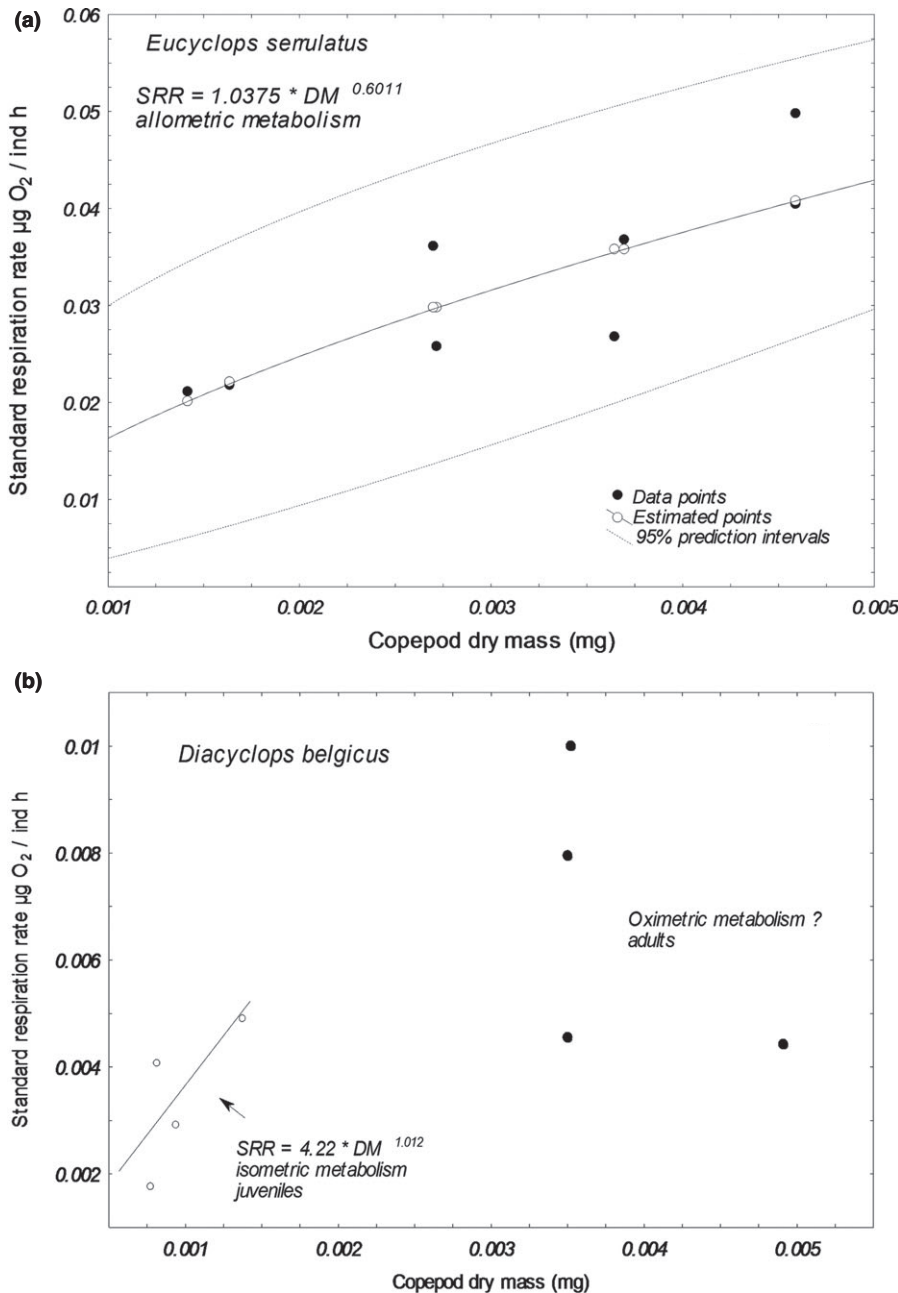 (a)
Eucyclops serrulatus
SRR = 1.0375 * DM 0.6011
allometric metabolism
0.06
0.05
0.04
0.03
0.02
0.01
Standard respiration rate µg O2 / ind h
Data points
Estimated points
95% prediction intervals
0.001 0.002 0.003 0.004 0.005
Copepod dry mass (mg)
(b)
Diacyclops belgicus
0.01
0.008
0.006
0.004
0.002
Standard respiration rate µg O2 / ind h
Oximetric metabolism ?
adults
SRR = 4.22 * DM 1.012
isometric metabolism
juveniles
0.001 0.002 0.003 0.004 0.005
Copepod dry mass (mg)